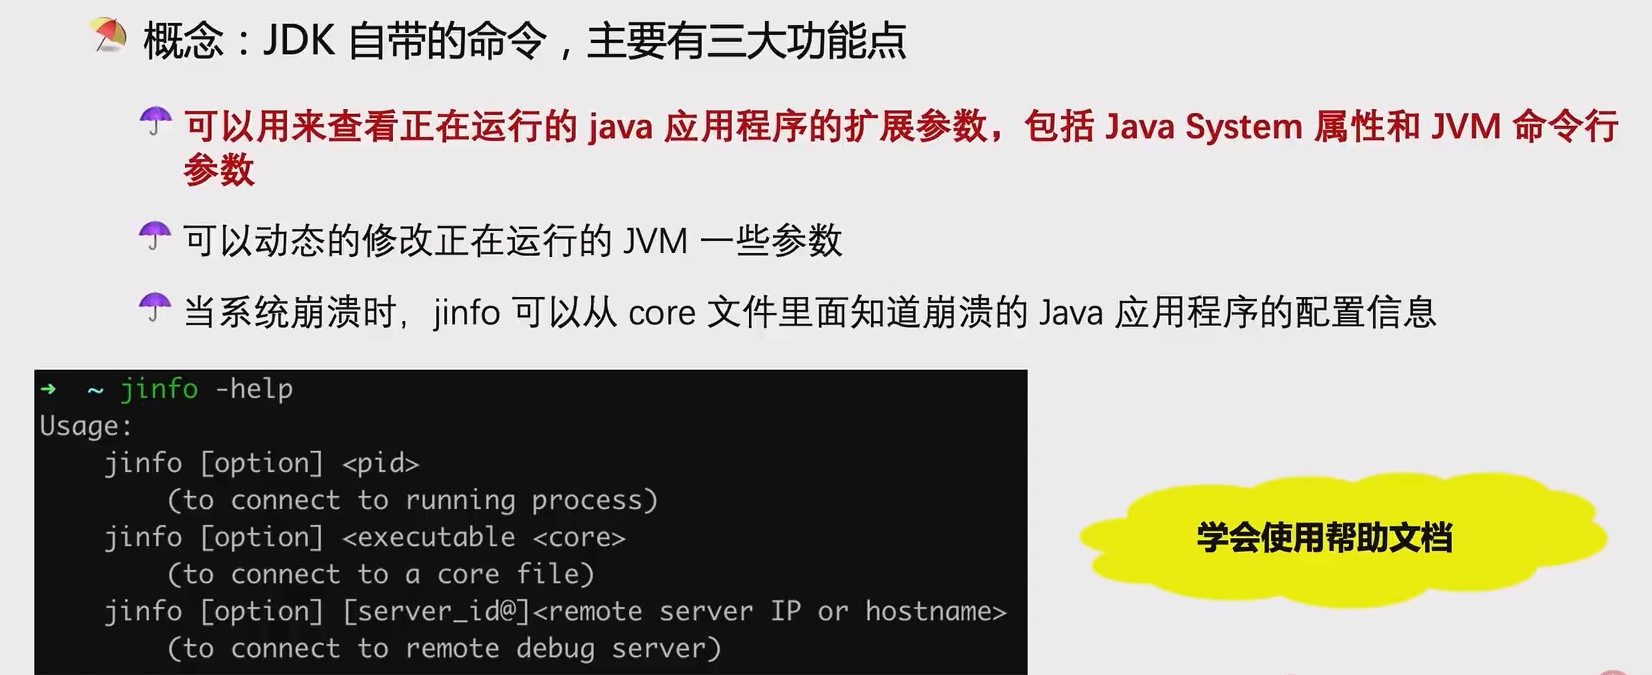 概念：JDK 自带的命令，主要有三大功能点
可以用来查看正在运行的 java 应用程序的扩展参数，包括 Java System 属性和 JVM 命令行
参数
可以动态的修改正在运行的 JVM 一些参数
当系统崩溃时，jinfo 可以从 core 文件里面知道崩溃的 Java 应用程序的配置信息
➜  ~ jinfo -help
Usage:
    jinfo [option] <pid>
        (to connect to running process)
    jinfo [option] <executable <core>
        (to connect to a core file)
    jinfo [option] [server_id@]<remote server IP or hostname>
        (to connect to remote debug server)
学会使用帮助文档